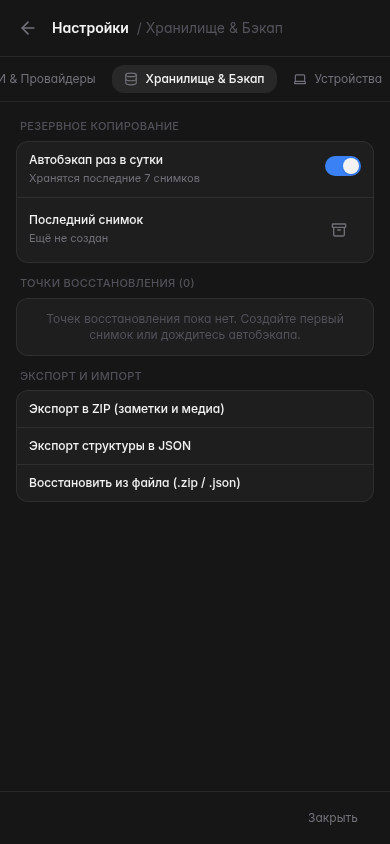 Настройки / Хранилище & Бэкап
И & Провайдеры Хранилище & Бэкап Устройства
РЕЗЕРВНОЕ КОПИРОВАНИЕ
Автобэкап раз в сутки
Хранятся последние 7 снимков
Последний снимок
Ещё не создан
ТОЧКИ ВОССТАНОВЛЕНИЯ (0)
Точек восстановления пока нет. Создайте первый
снимок или дождитесь автобэкапа.
ЭКСПОРТ И ИМПОРТ
Экспорт в ZIP (заметки и медиа)
Экспорт структуры в JSON
Восстановить из файла (.zip / .json)
Закрыть